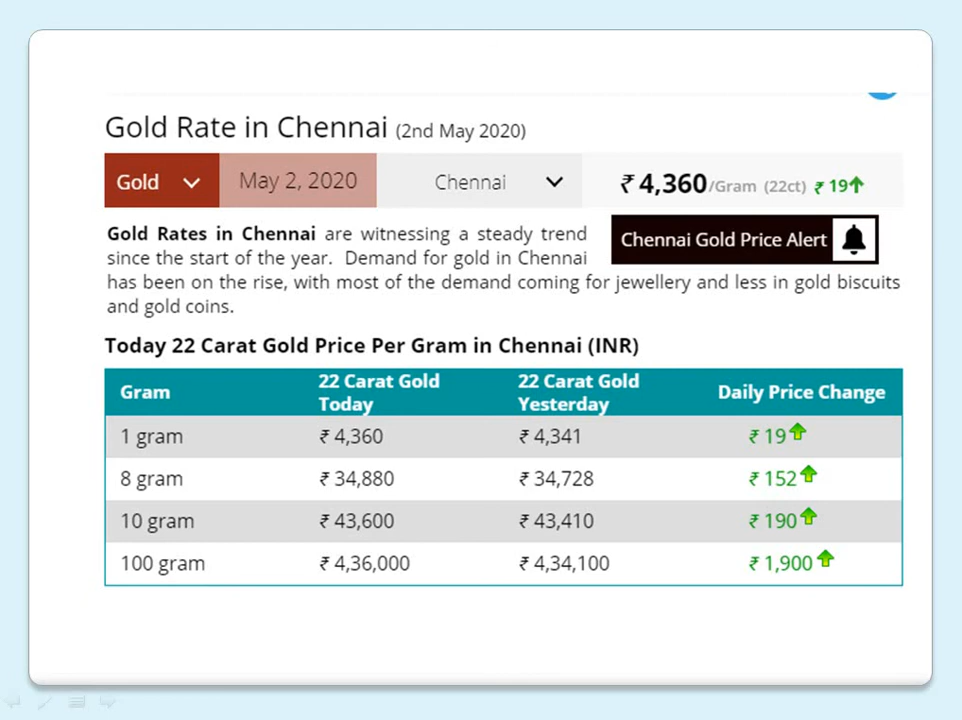 Gold Rate in Chennai (2nd May 2020)
Gold May 2, 2020 Chennai ₹ 4,360/Gram (22ct) ₹ 19
Gold Rates in Chennai are witnessing a steady trend
since the start of the year. Demand for gold in Chennai
Chennai Gold Price Alert
has been on the rise, with most of the demand coming for jewellery and less in gold biscuits
and gold coins.
Today 22 Carat Gold Price Per Gram in Chennai (INR)
Gram 22 Carat Gold Today 22 Carat Gold Yesterday Daily Price Change
1 gram ₹ 4,360 ₹ 4,341 ₹ 19
8 gram ₹ 34,880 ₹ 34,728 ₹ 152
10 gram ₹ 43,600 ₹ 43,410 ₹ 190
100 gram ₹ 4,36,000 ₹ 4,34,100 ₹ 1,900